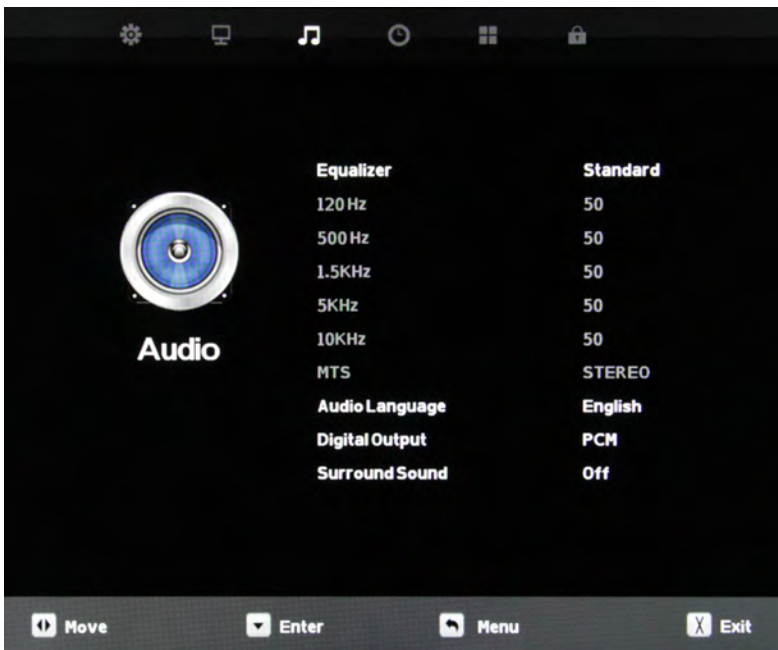 Equalizer Standard
120 Hz 50
500 Hz 50
1.5KHz 50
5KHz 50
10KHz 50
Audio
MTS STEREO
Audio Language English
Digital Output PCM
Surround Sound Off
Move Enter Menu X Exit